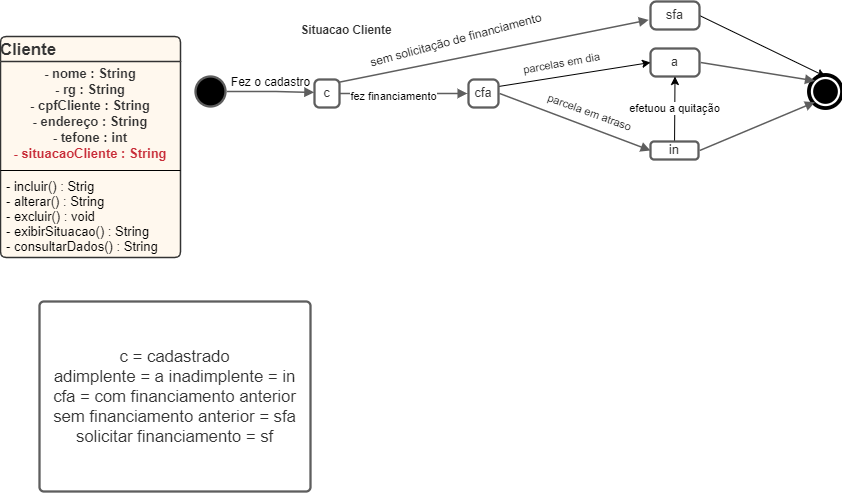 Cliente
- nome : String
- rg : String
- cpfCliente : String
- endereço : String
- tefone : int
- situacaoCliente : String
- incluir() : Strig
- alterar() : String
- excluir() : void
- exibirSituacao() : String
- consultarDados() : String
Situacao Cliente
Fez o cadastro
c
sem solicitação de financiamento
sfa
fez financiamento
cfa
parcelas em dia
a
efetuou a quitação
parcela em atraso
in
c = cadastrado
adimplente = a inadimplente = in
cfa = com financiamento anterior
sem financiamento anterior = sfa
solicitar financiamento = sf